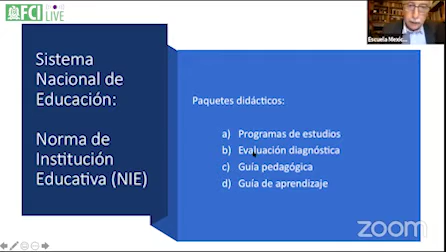 FCI
LIVE
Escuela Mexic...
Sistema
Nacional de
Educación:
Norma de
Institución
Educativa (NIE)
Paquetes didácticos:
a) Programas de estudios
b) Evaluación diagnóstica
c) Guía pedagógica
d) Guía de aprendizaje
zoom